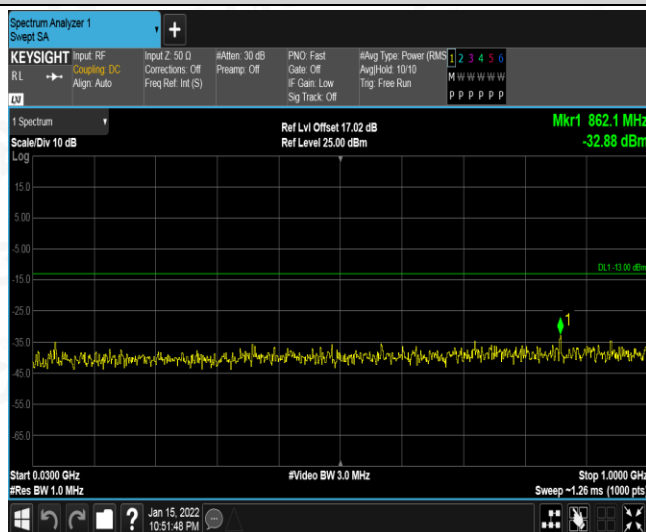 Spectrum Analyzer 1
Swept SA
KEYSIGHT
RL
Input: RF
Coupling: DC
Align: Auto
Input Z: 50 Ω
Corrections: Off
Freq Ref: Int (S)
#Atten: 30 dB
Preamp: Off
PNO: Fast
Gate: Off
IF Gain: Low
Sig Track: Off
#Avg Type: Power (RMS
Avg|Hold: 10/10
Trig: Free Run
1 2 3 4 5 6
M W W W W W
P P P P P P
LXI
1 Spectrum
Scale/Div 10 dB
Ref Lvl Offset 17.02 dB
Ref Level 25.00 dBm
Mkr1 862.1 MHz
-32.88 dBm
Log
15.0
5.00
-5.00
DL1 -13.00 dBm
-15.0
-25.0
1
-35.0
-45.0
-55.0
-65.0
Start 0.0300 GHz
#Res BW 1.0 MHz
#Video BW 3.0 MHz
Stop 1.0000 GHz
Sweep ~1.26 ms (1000 pts)
?
Jan 15, 2022
10:51:48 PM